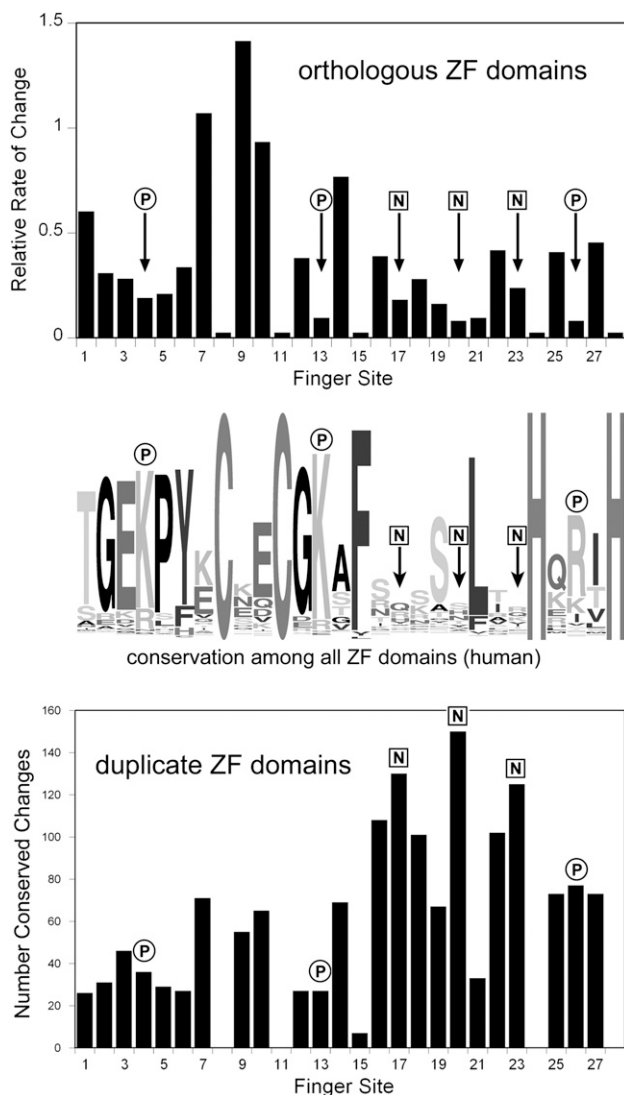 orthologous ZF domains
Relative Rate of Change
1.5
1
0.5
0
P P N N N P
1 3 5 7 9 11 13 15 17 19 21 23 25 27
Finger Site
P P N N N P
TGEKPYKCKECGKAFS SSLT HQRIH
conservation among all ZF domains (human)
duplicate ZF domains
Number Conserved Changes
160
140
120
100
80
60
40
20
0
P P N N N P
1 3 5 7 9 11 13 15 17 19 21 23 25 27
Finger Site